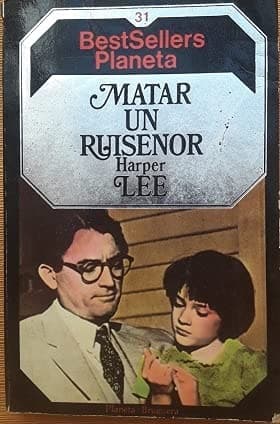 31
BestSellers
Planeta
MATAR
UN
RUISENOR
Harper
LEE
Planeta - Bruguera